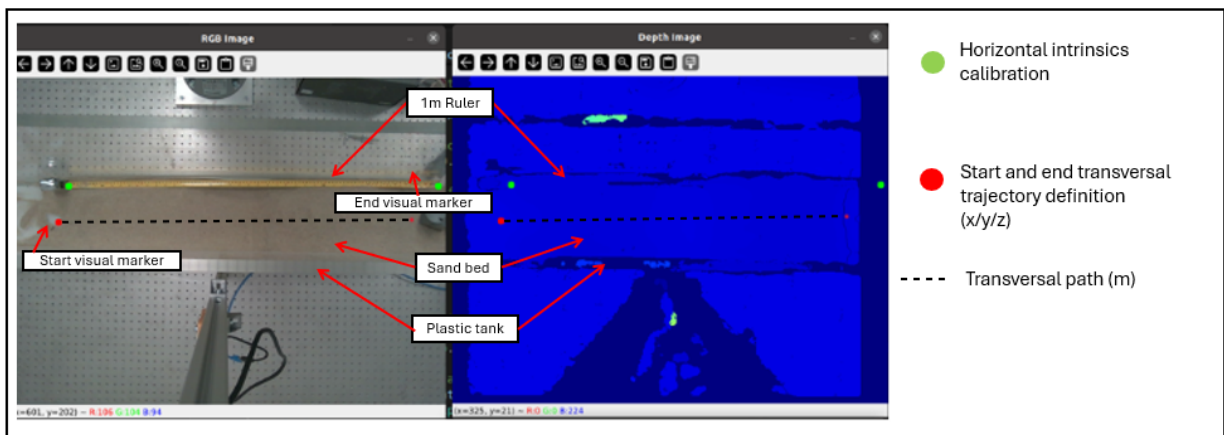 RGB Image
Depth Image
1m Ruler
End visual marker
Start visual marker
Sand bed
Plastic tank
(x=601, y=202) ~ R:106 G:104 B:94
(x=325, y=21) ~ R:0 G:0 B:224
Horizontal intrinsics
calibration
Start and end transversal
trajectory definition
(x/y/z)
Transversal path (m)